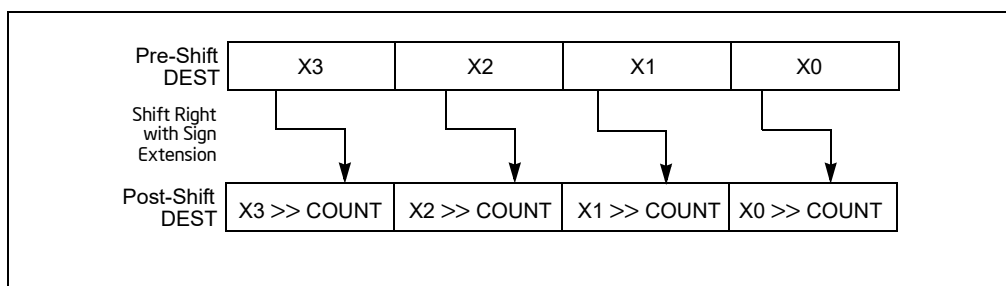 Pre-Shift
DEST
X3 X2 X1 X0
Shift Right
with Sign
Extension
Post-Shift
DEST
X3 >> COUNT X2 >> COUNT X1 >> COUNT X0 >> COUNT